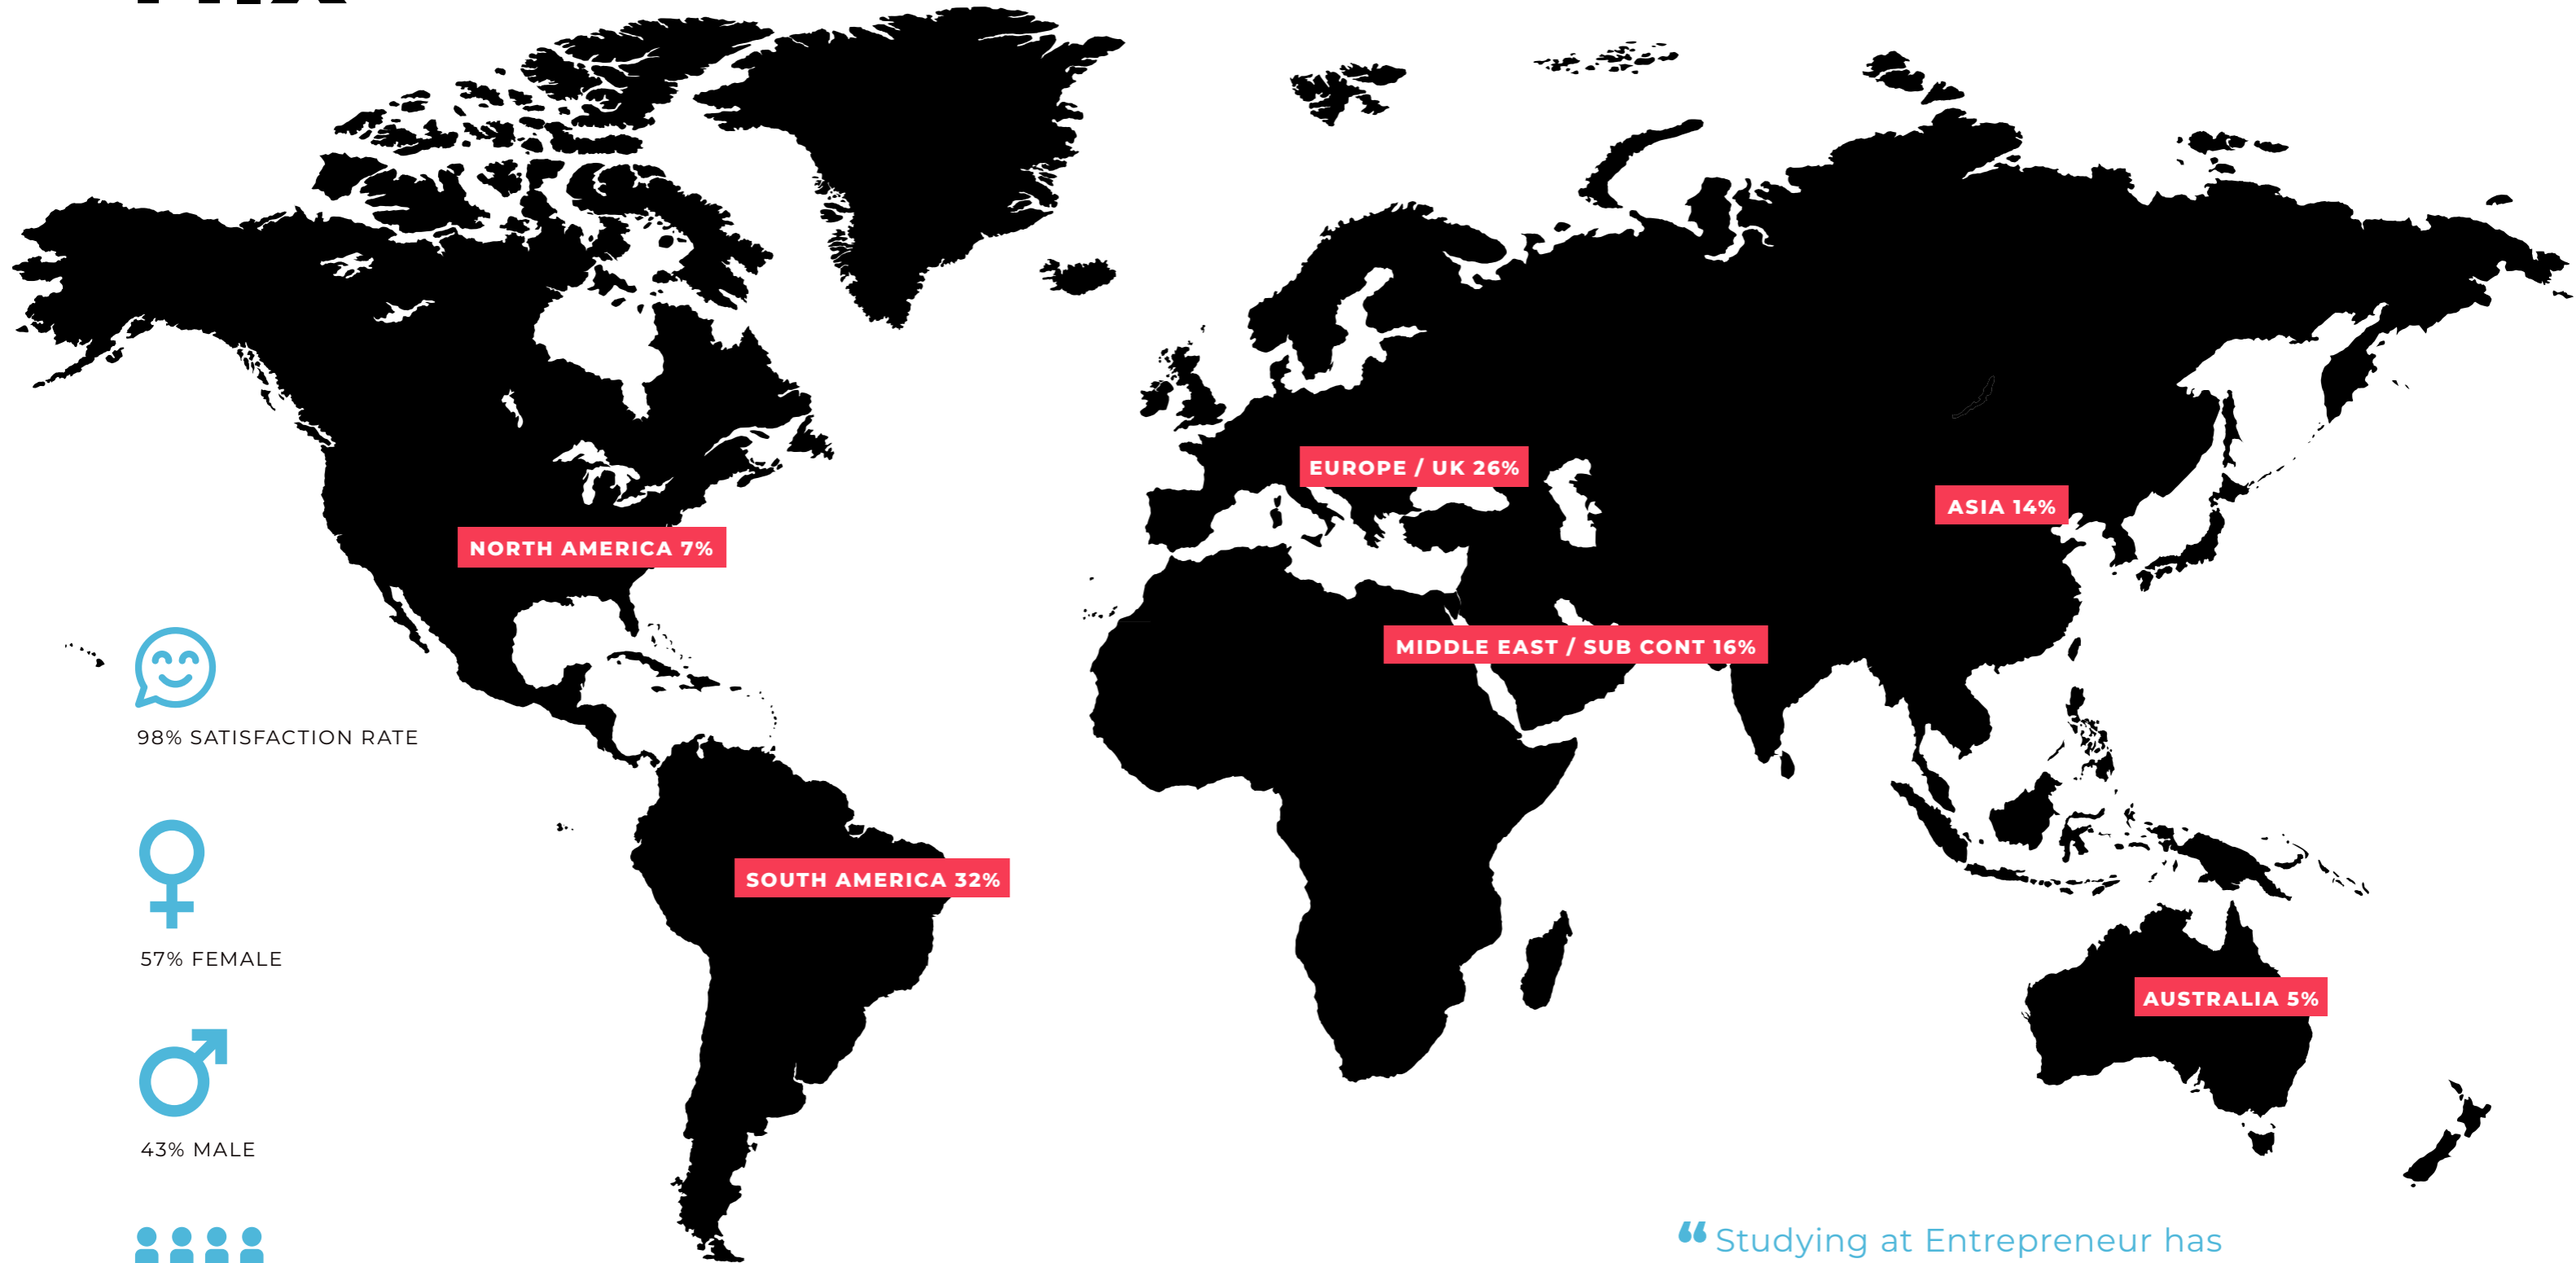 EUROPE / UK 26%
ASIA 14%
NORTH AMERICA 7%
MIDDLE EAST / SUB CONT 16%
98% SATISFACTION RATE
SOUTH AMERICA 32%
57% FEMALE
AUSTRALIA 5%
43% MALE
“ Studying at Entrepreneur has